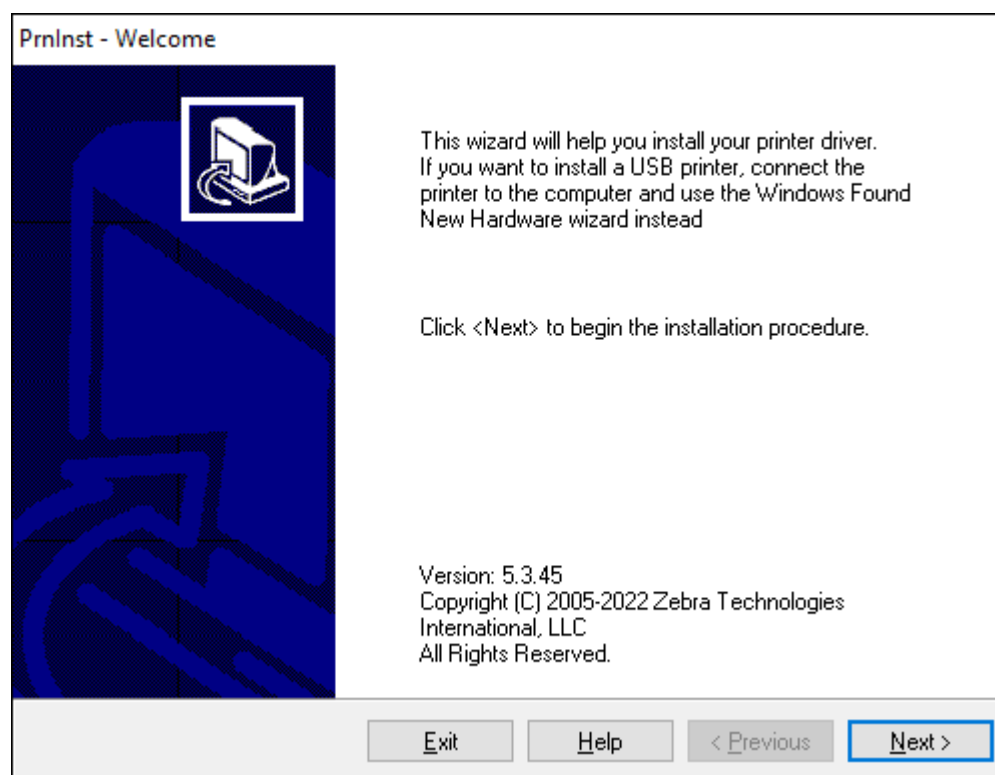 PrnInst - Welcome
This wizard will help you install your printer driver.
If you want to install a USB printer, connect the
printer to the computer and use the Windows Found
New Hardware wizard instead
Click <Next> to begin the installation procedure.
Version: 5.3.45
Copyright (C) 2005-2022 Zebra Technologies
International, LLC
All Rights Reserved.
Exit
Help
< Previous
Next >